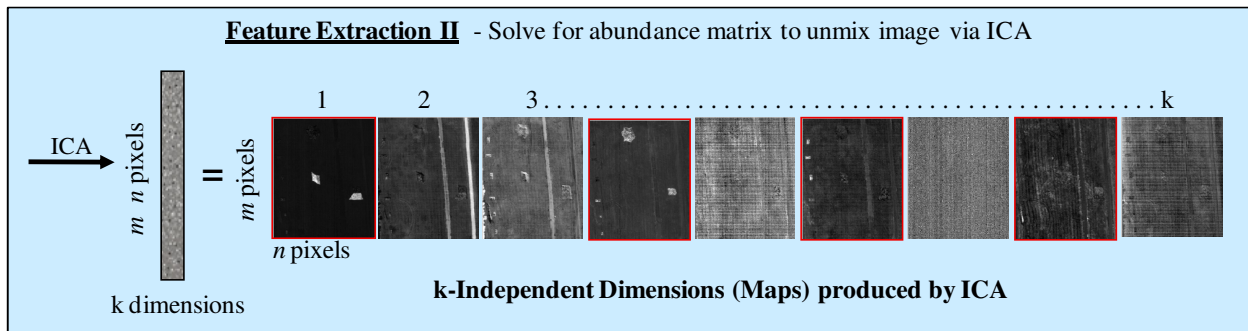 Feature Extraction II - Solve for abundance matrix to unmix image via ICA
1 2 3 . . . . . . . . . . . . . . . . . . . . . . . . . . . . . . . . . . . . . . . . . . . . k
ICA
m n pixels
=
m pixels
n pixels
k dimensions
k-Independent Dimensions (Maps) produced by ICA